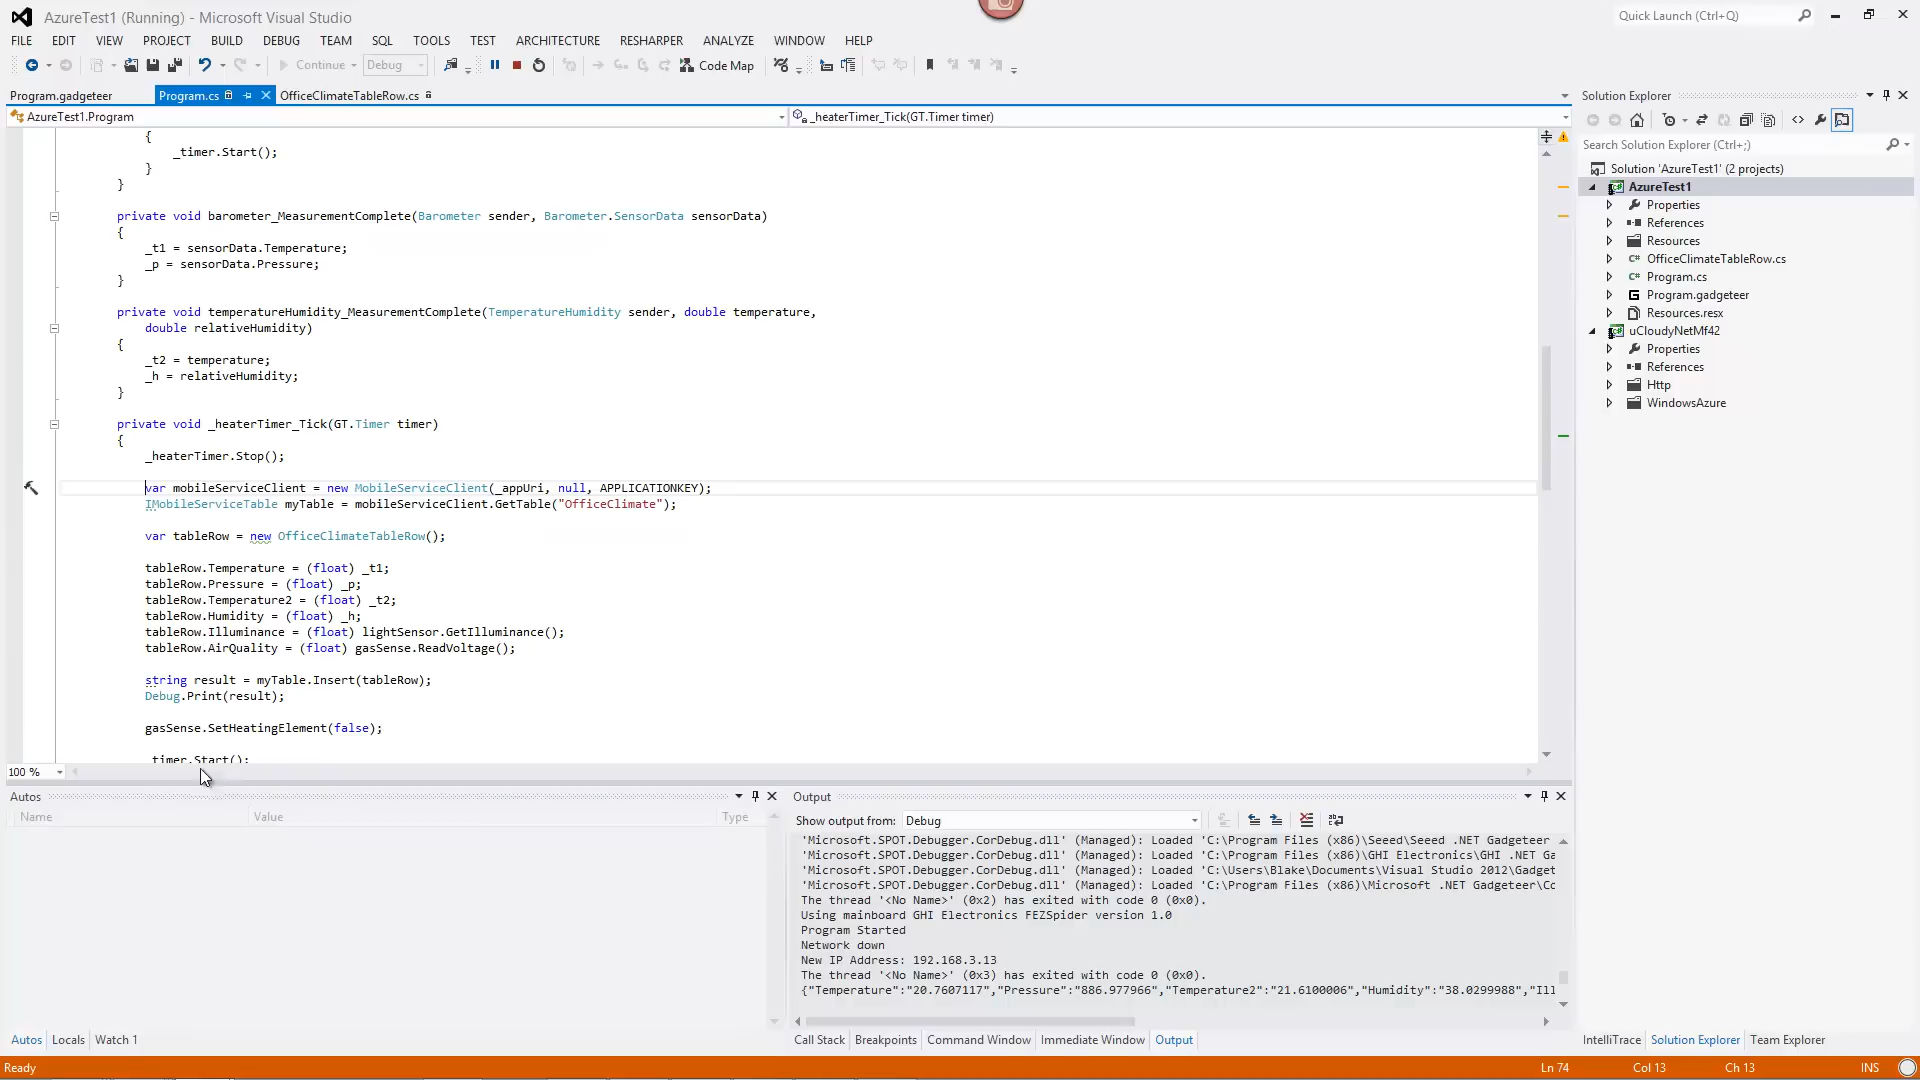 AzureTest1 (Running) - Microsoft Visual Studio
Quick Launch (Ctrl+Q)
FILE EDIT VIEW PROJECT BUILD DEBUG TEAM SQL TOOLS TEST ARCHITECTURE RESHARPER ANALYZE WINDOW HELP
Continue Debug Code Map
Program.gadgeteer Program.cs OfficeClimateTableRow.cs
AzureTest1.Program _heaterTimer_Tick(GT.Timer timer)
{
_timer.Start();
}
}
private void barometer_MeasurementComplete(Barometer sender, Barometer.SensorData sensorData)
{
_t1 = sensorData.Temperature;
_p = sensorData.Pressure;
}
private void temperatureHumidity_MeasurementComplete(TemperatureHumidity sender, double temperature,
double relativeHumidity)
{
_t2 = temperature;
_h = relativeHumidity;
}
private void _heaterTimer_Tick(GT.Timer timer)
{
_heaterTimer.Stop();
var mobileServiceClient = new MobileServiceClient(_appUri, null, APPLICATIONKEY);
IMobileServiceTable myTable = mobileServiceClient.GetTable("OfficeClimate");
var tableRow = new OfficeClimateTableRow();
tableRow.Temperature = (float) _t1;
tableRow.Pressure = (float) _p;
tableRow.Temperature2 = (float) _t2;
tableRow.Humidity = (float) _h;
tableRow.Illuminance = (float) lightSensor.GetIlluminance();
tableRow.AirQuality = (float) gasSense.ReadVoltage();
string result = myTable.Insert(tableRow);
Debug.Print(result);
gasSense.SetHeatingElement(false);
_timer.Start();
100 %
Solution Explorer
Search Solution Explorer (Ctrl+;)
Solution 'AzureTest1' (2 projects)
AzureTest1
Properties
References
Resources
OfficeClimateTableRow.cs
Program.cs
Program.gadgeteer
Resources.resx
uCloudyNetMf42
Properties
References
Http
WindowsAzure
Autos
Name Value Type
Autos Locals Watch 1
Output
Show output from: Debug
'Microsoft.SPOT.Debugger.CorDebug.dll' (Managed): Loaded 'C:\Program Files (x86)\Seeed\Seeed .NET Gadgeteer
'Microsoft.SPOT.Debugger.CorDebug.dll' (Managed): Loaded 'C:\Program Files (x86)\GHI Electronics\GHI .NET Ga
'Microsoft.SPOT.Debugger.CorDebug.dll' (Managed): Loaded 'C:\Users\Blake\Documents\Visual Studio 2012\Gadget
'Microsoft.SPOT.Debugger.CorDebug.dll' (Managed): Loaded 'C:\Program Files (x86)\Microsoft .NET Gadgeteer\Co
The thread '<No Name>' (0x2) has exited with code 0 (0x0).
Using mainboard GHI Electronics FEZSpider version 1.0
Program Started
Network down
New IP Address: 192.168.3.13
The thread '<No Name>' (0x3) has exited with code 0 (0x0).
{"Temperature":"20.7607117","Pressure":"886.977966","Temperature2":"21.6100006","Humidity":"38.0299988","Ill
Call Stack Breakpoints Command Window Immediate Window Output
IntelliTrace Solution Explorer Team Explorer
Ready Ln 74 Col 13 Ch 13 INS